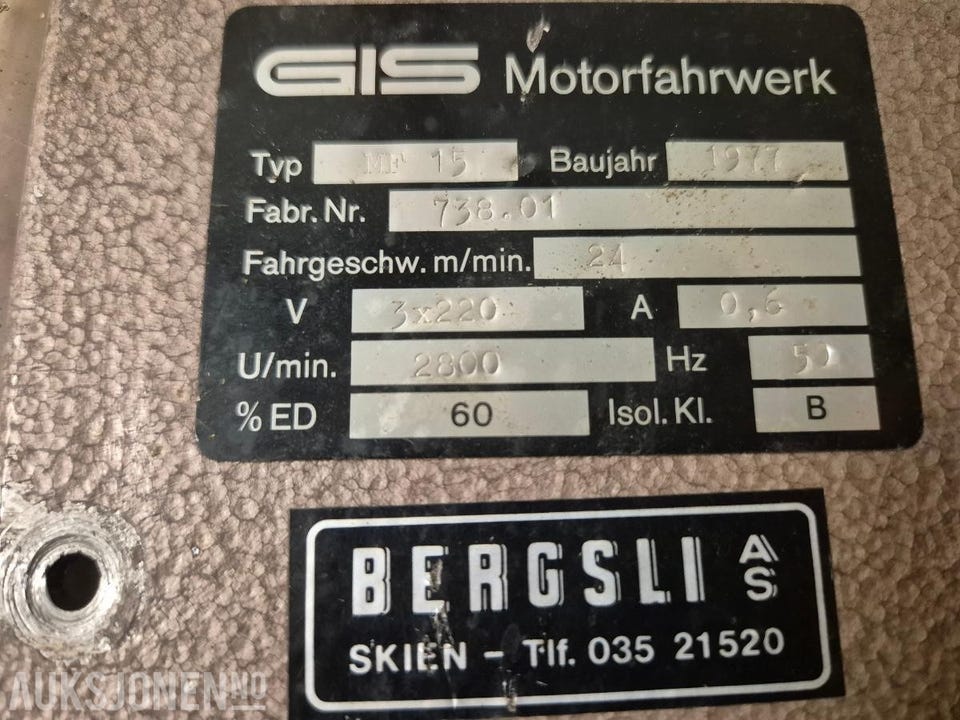 GIS Motorfahrwerk
Typ MF 15 Baujahr 1977
Fabr. Nr. 738.01
Fahrgeschw. m/min. 24
V 3x220 A 0,6
U/min. 2800 Hz 50
% ED 60 Isol. Kl. B
BERGSLI A/S
SKIEN - Tlf. 035 21520
AUKSJONEN.NO